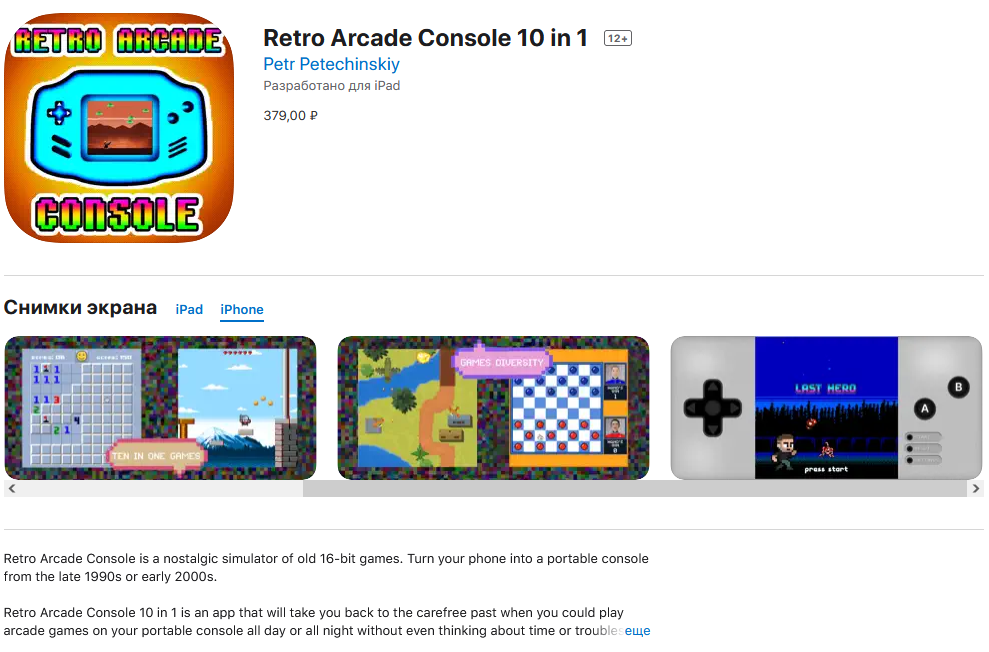 RETRO ARCADE
CONSOLE
Retro Arcade Console 10 in 1 12+
Petr Petechinskiy
Разработано для iPad
379,00 ₽
Снимки экрана iPad iPhone
TEN IN ONE GAMES
GAMES DIVERSITY
LAST HERO
press start
B
A
Retro Arcade Console is a nostalgic simulator of old 16-bit games. Turn your phone into a portable console
from the late 1990s or early 2000s.
Retro Arcade Console 10 in 1 is an app that will take you back to the carefree past when you could play
arcade games on your portable console all day or all night without even thinking about time or troubles еще